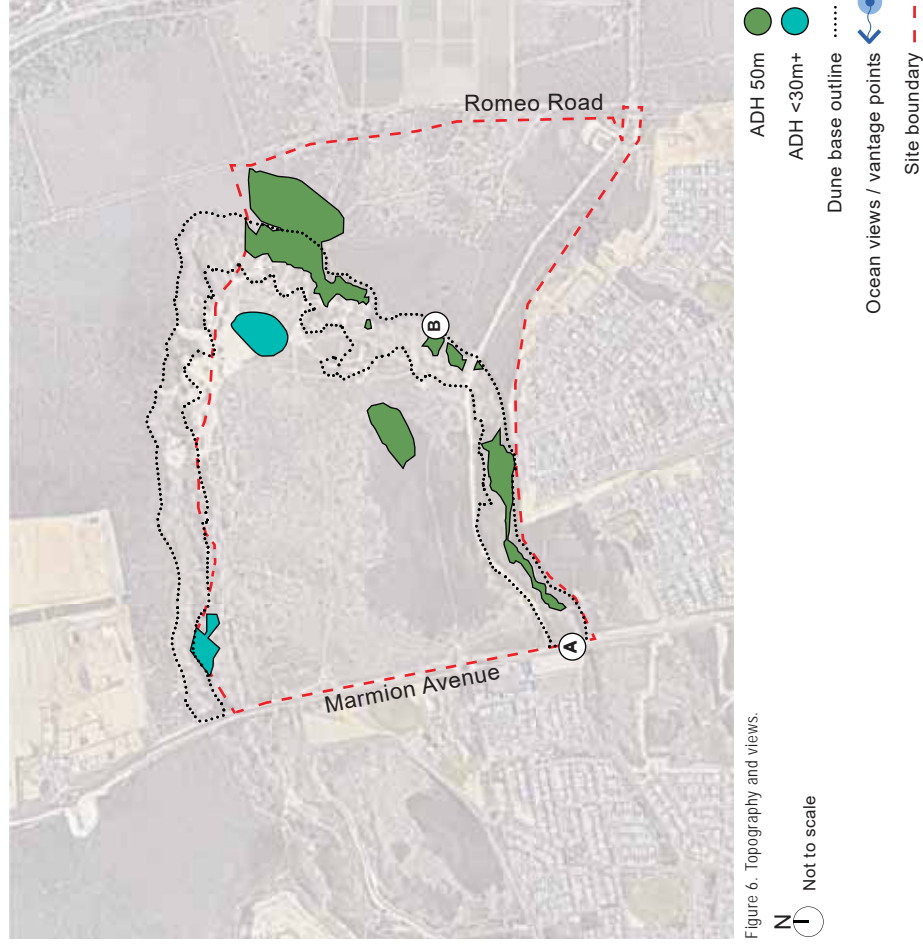 Romeo Road
B
A
Marmion Avenue
Figure 6. Topography and views.
N
Not to scale
ADH 50m
ADH <30m+
Dune base outline
Ocean views / vantage points
Site boundary